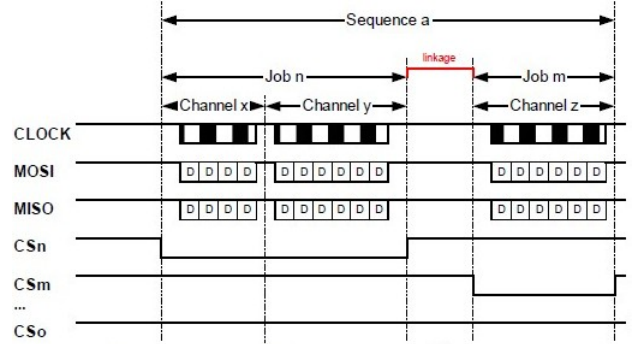 Sequence a
linkage
Job n Job m
Channel x Channel y Channel z
CLOCK
MOSI D D D D D D D D D D D D D D D D
MISO D D D D D D D D D D D D D D D D
CSn
CSm
...
CSo